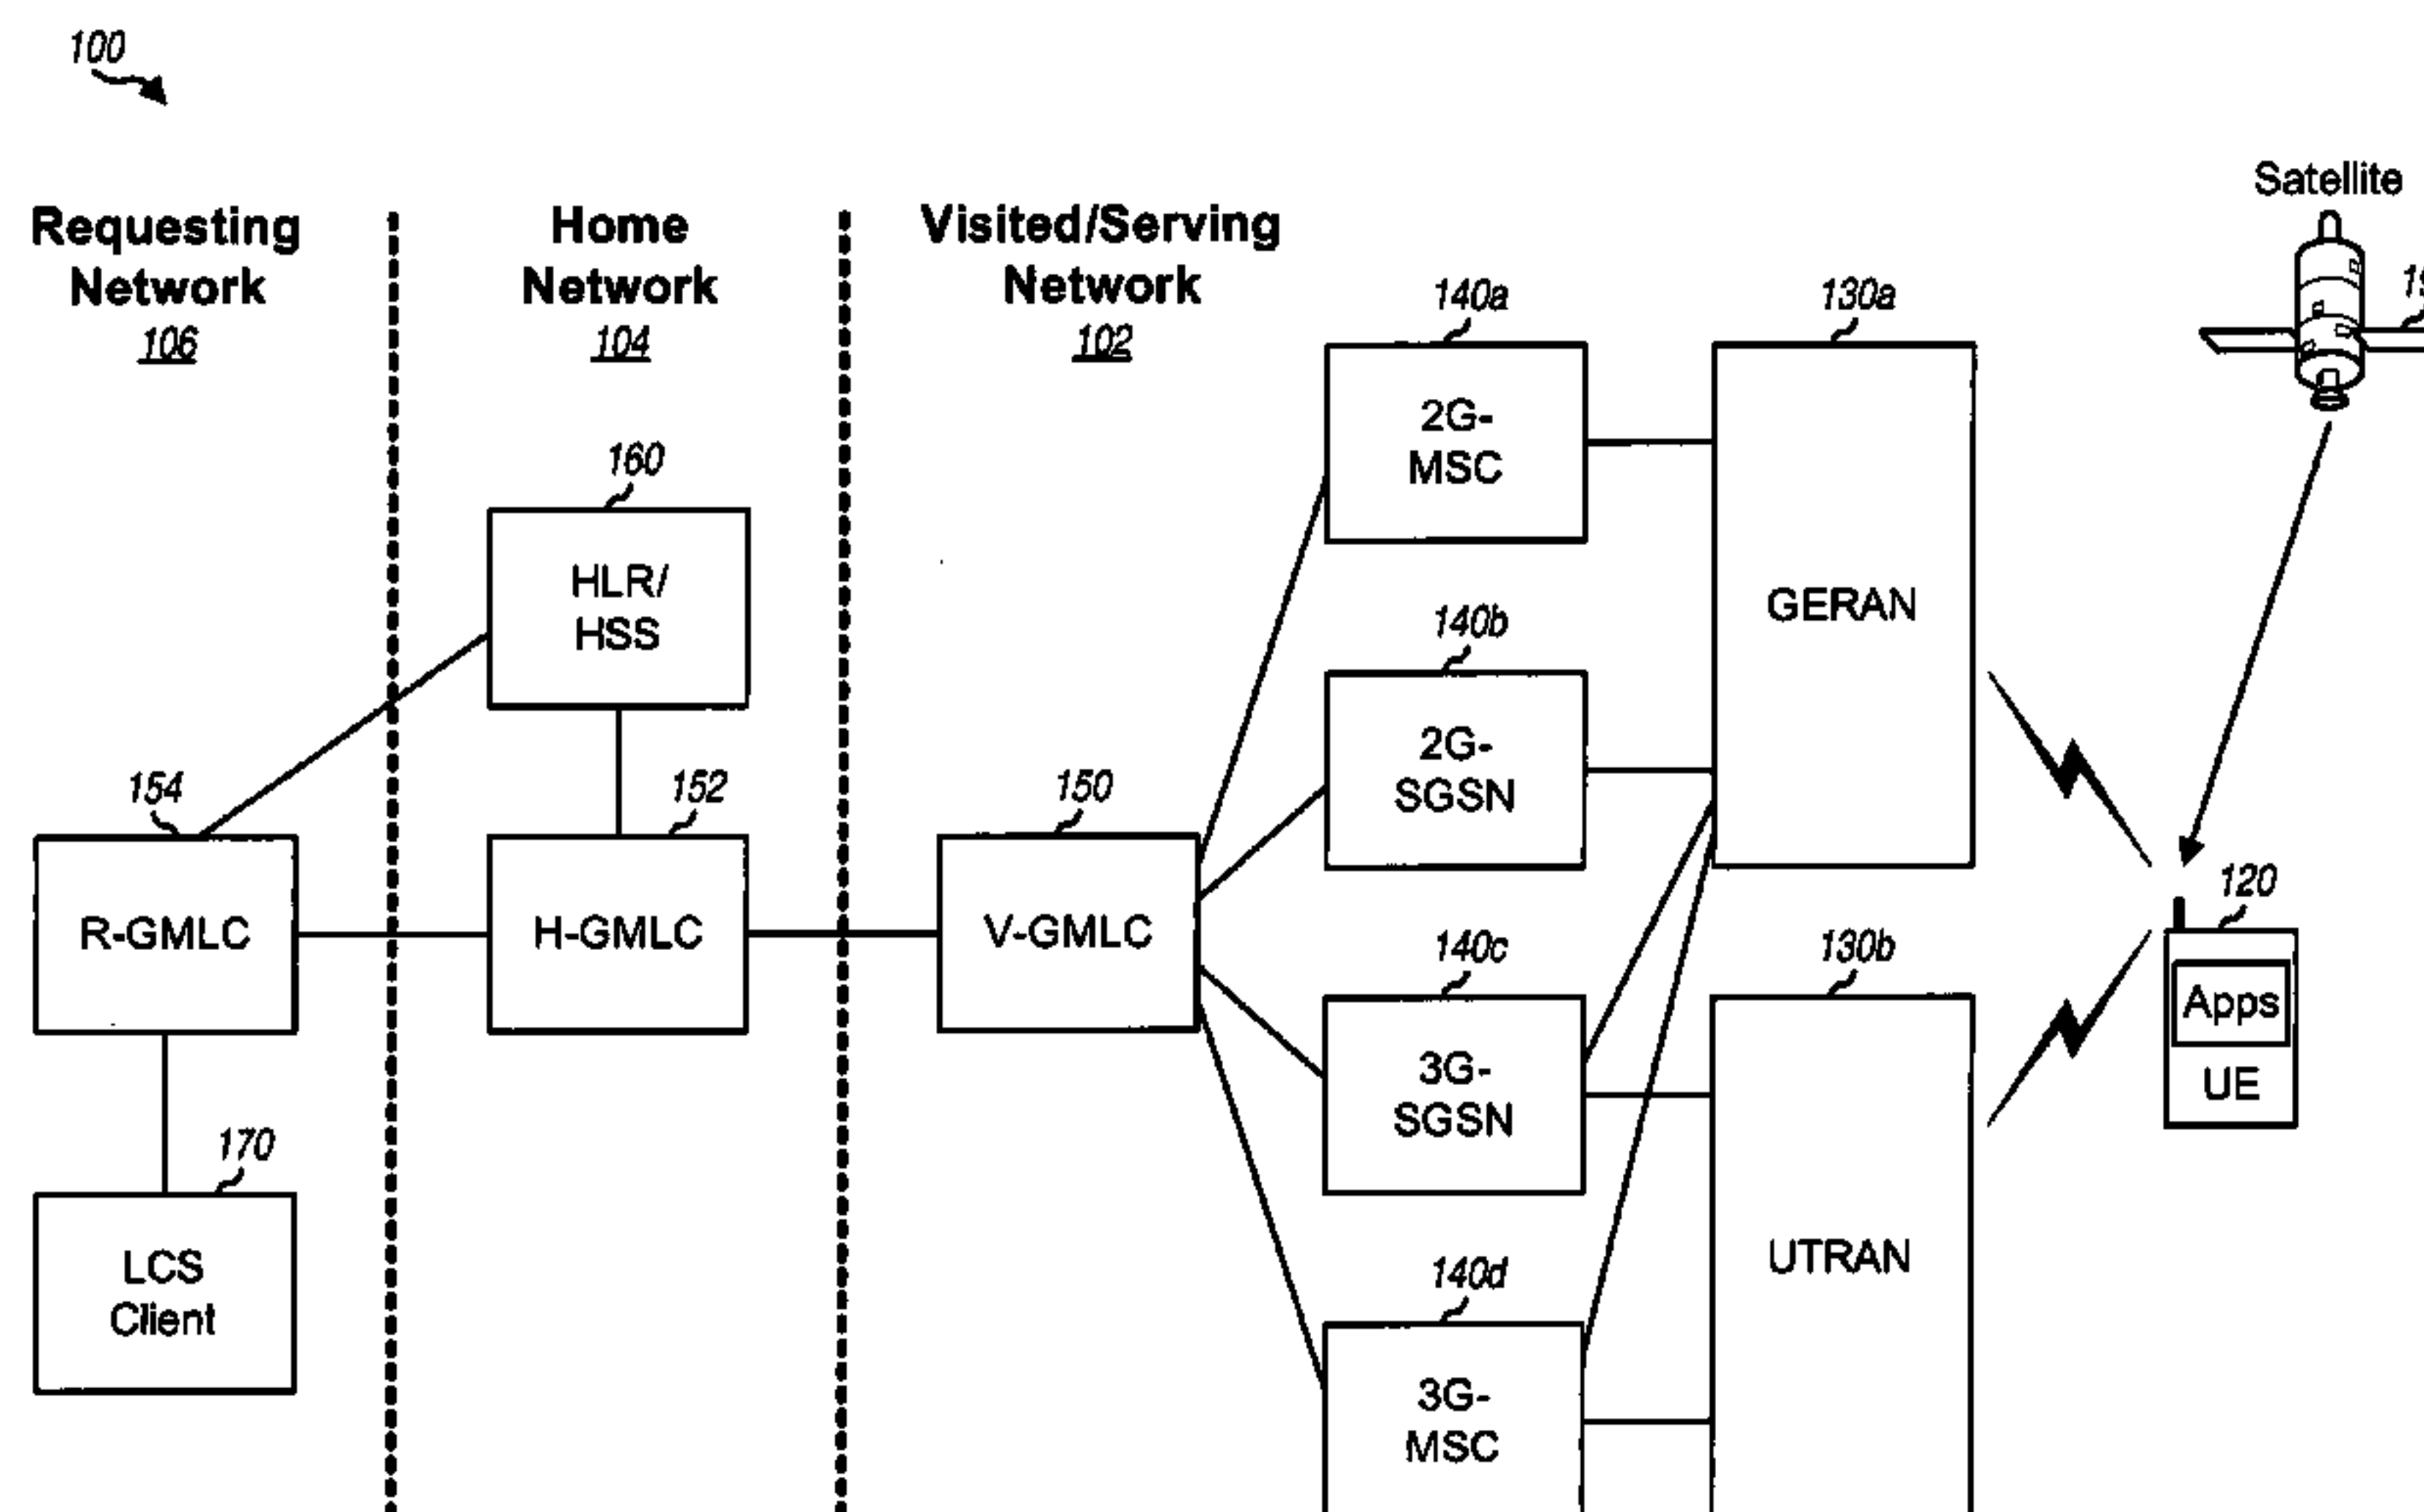 100
Requesting
Network
106
Home
Network
104
Visited/Serving
Network
102
Satellite
140a
130a
2G-
MSC
GERAN
160
HLR/
HSS
140b
2G-
SGSN
154
R-GMLC
152
H-GMLC
150
V-GMLC
140c
3G-
SGSN
130b
UTRAN
120
Apps
UE
170
LCS
Client
140d
3G-
MSC